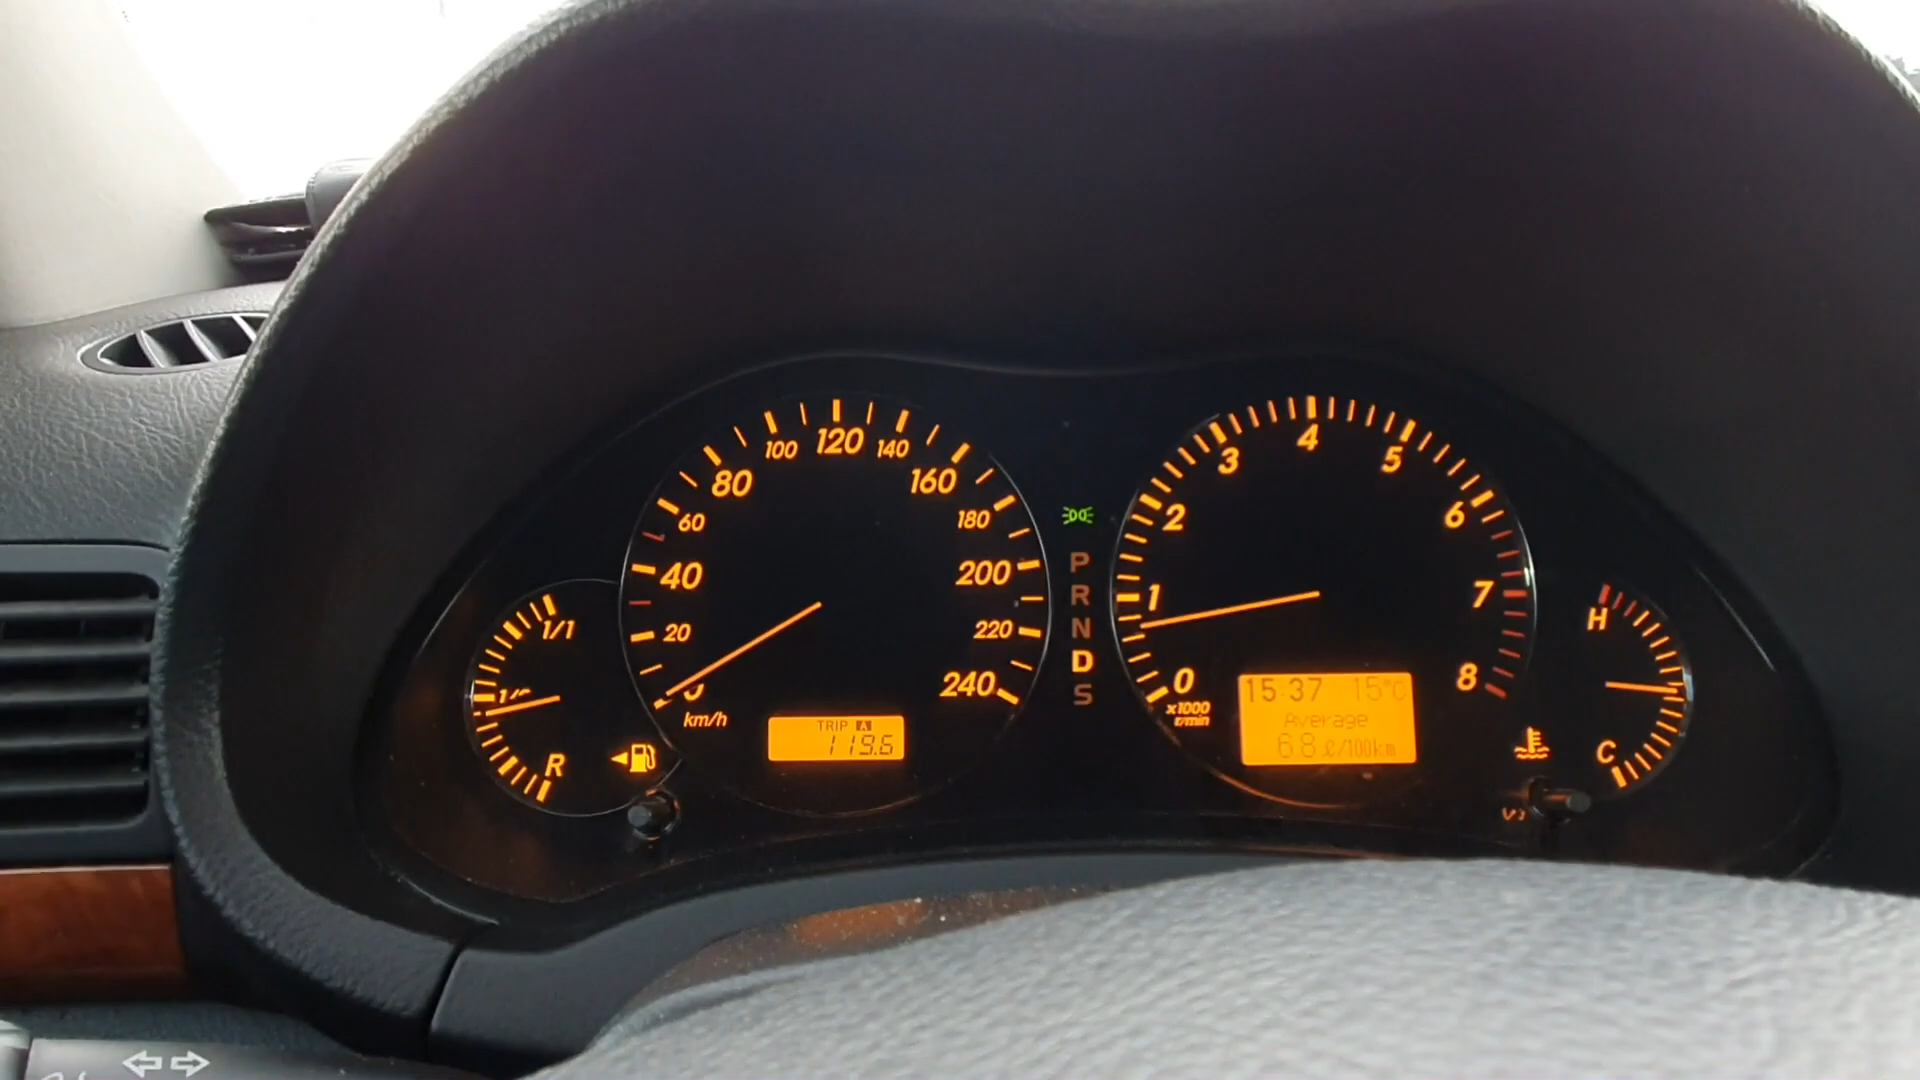 1/1
R
20
40
60
80
100
120
140
160
180
200
220
240
km/h
TRIP A
119.6
P
R
N
D
S
0
1
2
3
4
5
6
7
8
x1000
r/min
15:37 15°C
Average
6.8 ℓ/100km
H
C